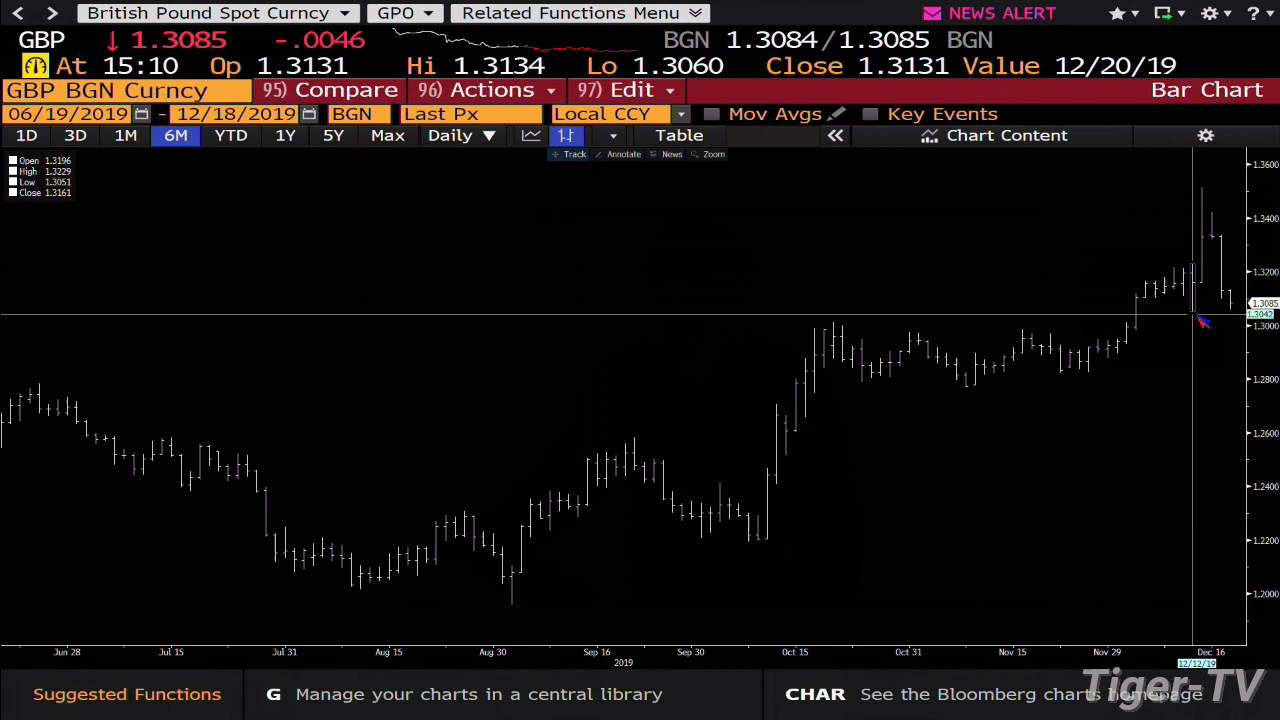 British Pound Spot Curncy GPO Related Functions Menu NEWS ALERT ?
GBP ↓ 1.3085 -.0046 BGN 1.3084/1.3085 BGN
At 15:10 Op 1.3131 Hi 1.3134 Lo 1.3060 Close 1.3131 Value 12/20/19
GBP BGN Curncy 95) Compare 96) Actions 97) Edit Bar Chart
06/19/2019 - 12/18/2019 BGN Last Px Local CCY Mov Avgs Key Events
1D 3D 1M 6M YTD 1Y 5Y Max Daily ▼ Table « Chart Content
Track Annotate News Zoom
Open 1.3196
High 1.3229
Low 1.3051
Close 1.3161
1.3600
1.3400
1.3200
1.3085
1.3042
1.3000
1.2800
1.2600
1.2400
1.2200
1.2000
Jun 28 Jul 15 Jul 31 Aug 15 Aug 30 Sep 16 Sep 30 Oct 15 Oct 31 Nov 15 Nov 29 Dec 16
2019 12/12/19
Suggested Functions G Manage your charts in a central library CHAR See the Bloomberg charts homepage
Tiger-TV